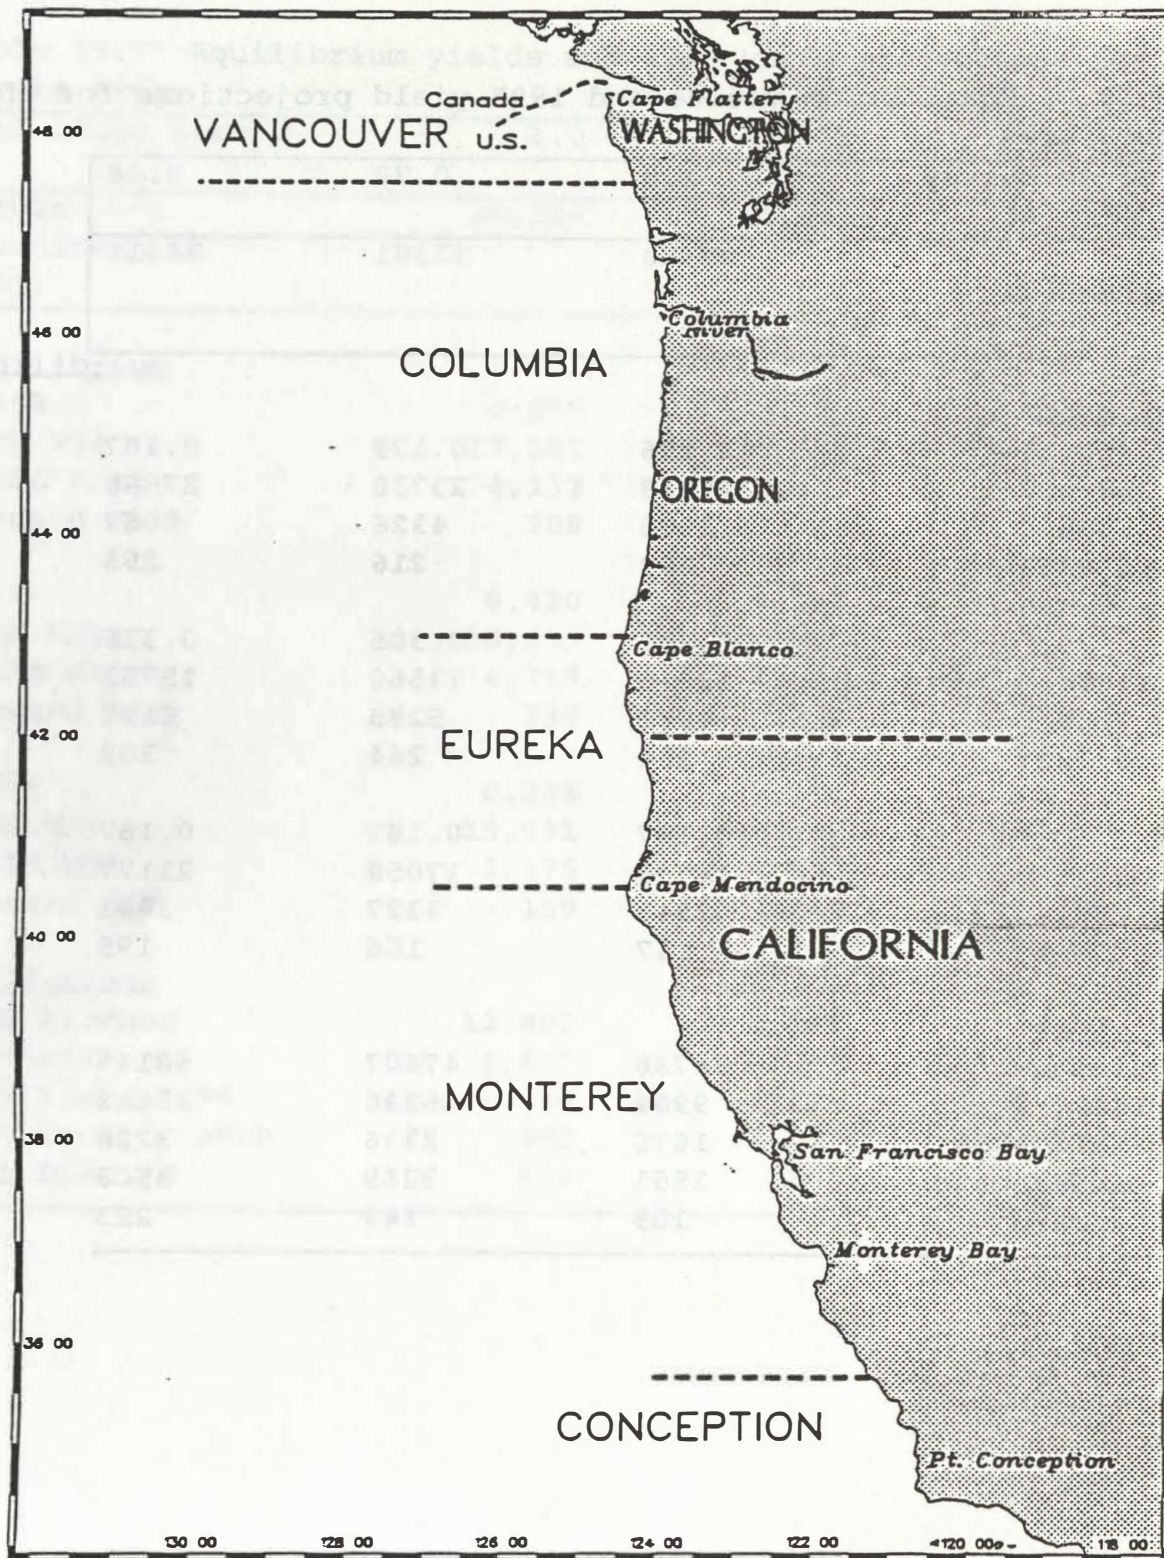 Canada
U.S.
Cape Flattery
48 00
VANCOUVER
WASHINGTON
46 00
Columbia
River
COLUMBIA
OREGON
44 00
Cape Blanco
42 00
EUREKA
Cape Mendocino
40 00
CALIFORNIA
MONTEREY
38 00
San Francisco Bay
Monterey Bay
36 00
CONCEPTION
Pt. Conception
130 00
128 00
126 00
124 00
122 00
120 00
118 00